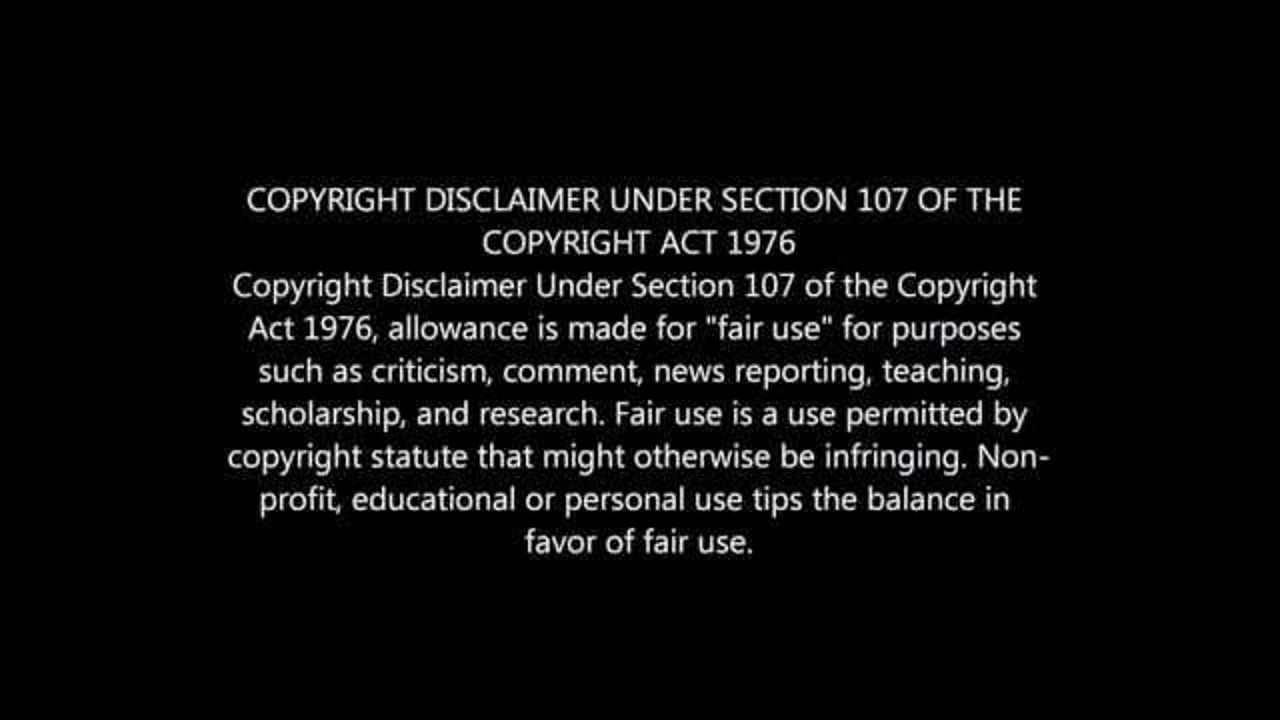 COPYRIGHT DISCLAIMER UNDER SECTION 107 OF THE
COPYRIGHT ACT 1976
Copyright Disclaimer Under Section 107 of the Copyright
Act 1976, allowance is made for "fair use" for purposes
such as criticism, comment, news reporting, teaching,
scholarship, and research. Fair use is a use permitted by
copyright statute that might otherwise be infringing. Non-
profit, educational or personal use tips the balance in
favor of fair use.